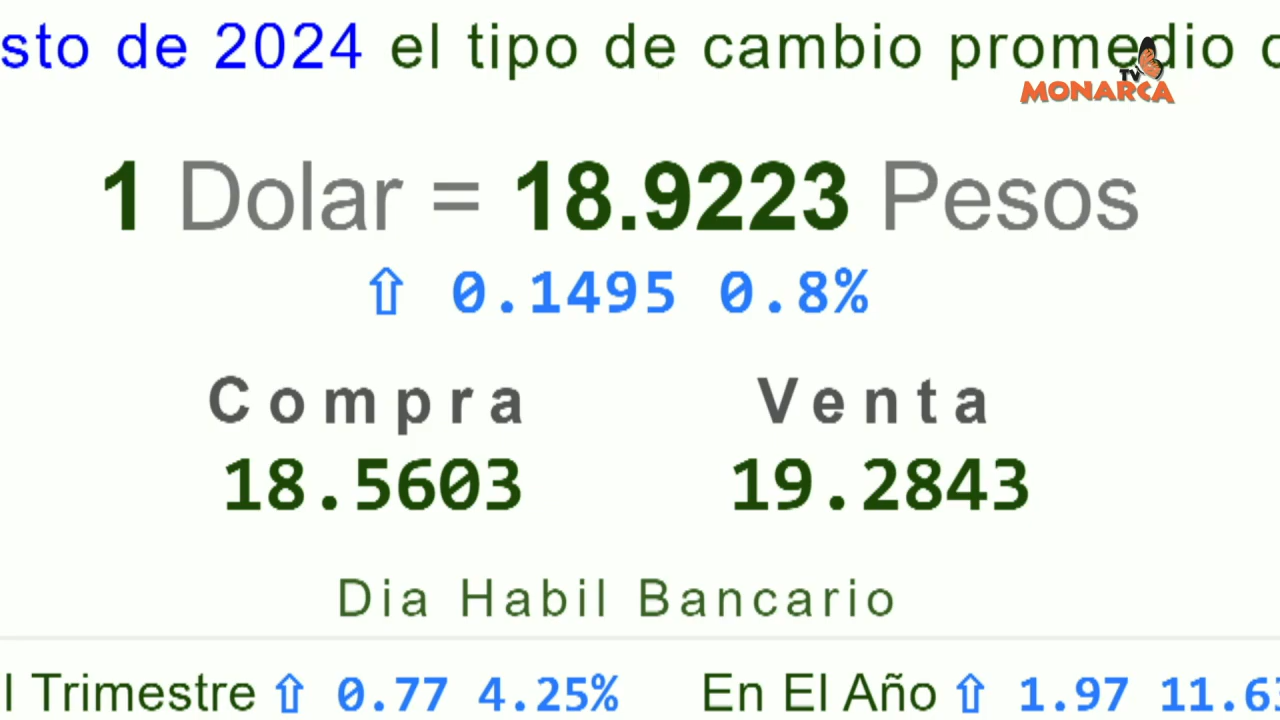 sto de 2024 el tipo de cambio promedio
TV MONARCA
1 Dolar = 18.9223 Pesos
⇧ 0.1495 0.8%
Compra Venta
18.5603 19.2843
Dia Habil Bancario
l Trimestre ⇧ 0.77 4.25% En El Año ⇧ 1.97 11.6